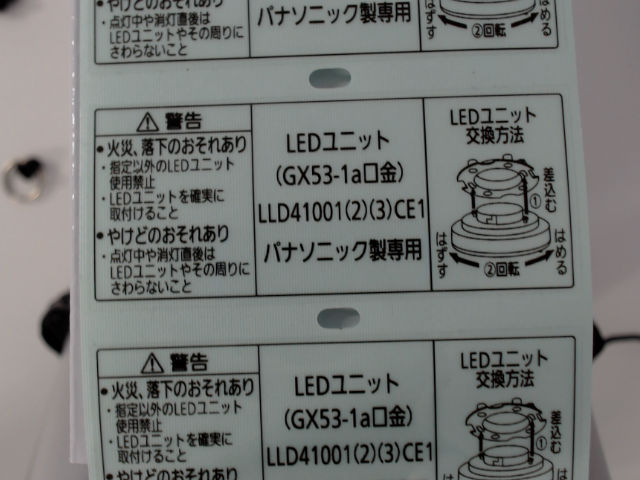 •やけどのおそれあり
・点灯中や消灯直後は
LEDユニットやその周りに
さわらないこと
パナソニック製専用
はずす
②回転
はめる
⚠警告
•火災、落下のおそれあり
・指定以外のLEDユニット
使用禁止
・LEDユニットを確実に
取付けること
•やけどのおそれあり
・点灯中や消灯直後は
LEDユニットやその周りに
さわらないこと
LEDユニット
(GX53-1a口金)
LLD41001(2)(3)CE1
パナソニック製専用
LEDユニット
交換方法
差込む
①
はずす
②回転
はめる
⚠警告
•火災、落下のおそれあり
・指定以外のLEDユニット
使用禁止
・LEDユニットを確実に
取付けること
•やけどのおそれあり
LEDユニット
(GX53-1a口金)
LLD41001(2)(3)CE1
LEDユニット
交換方法
差込む
①